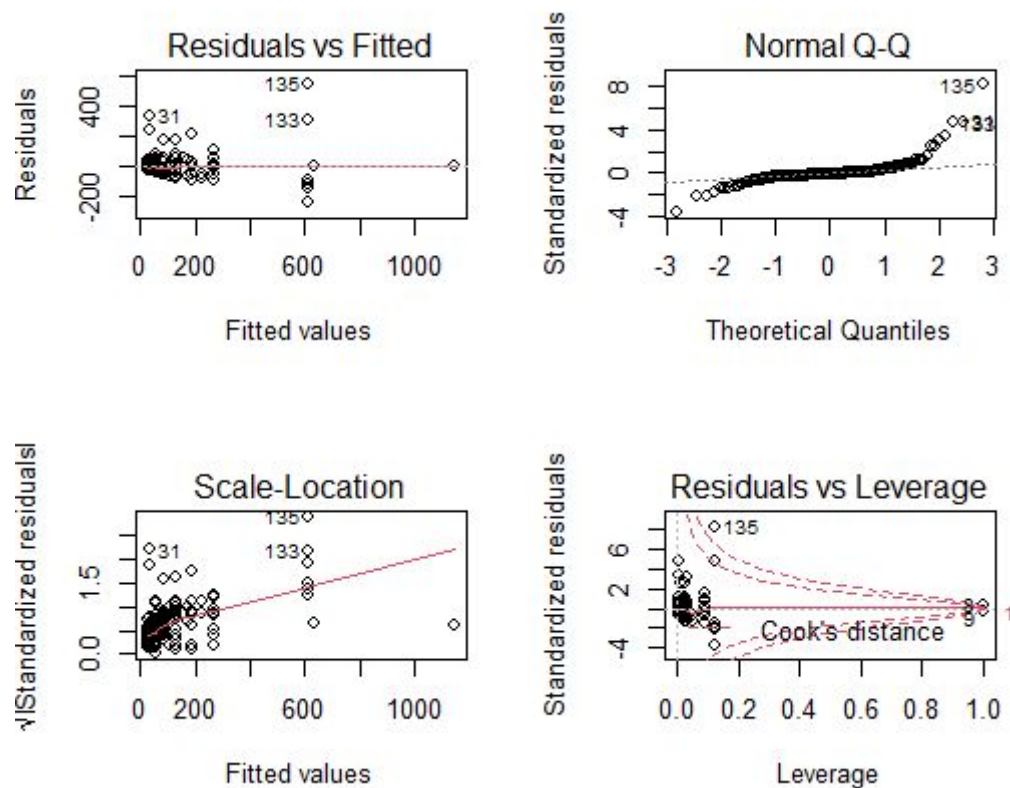 Residuals vs Fitted
Residuals
400
-200
135
31
133
0 200 600 1000
Fitted values
Normal Q-Q
Standardized residuals
8
4
0
-4
135
-3 -2 -1 0 1 2 3
Theoretical Quantiles
Scale-Location
√|Standardized residuals|
1.5
0.0
135
31
133
0 200 600 1000
Fitted values
Residuals vs Leverage
Standardized residuals
6
2
-4
135
Cook's distance
9
1
0.0 0.2 0.4 0.6 0.8 1.0
Leverage